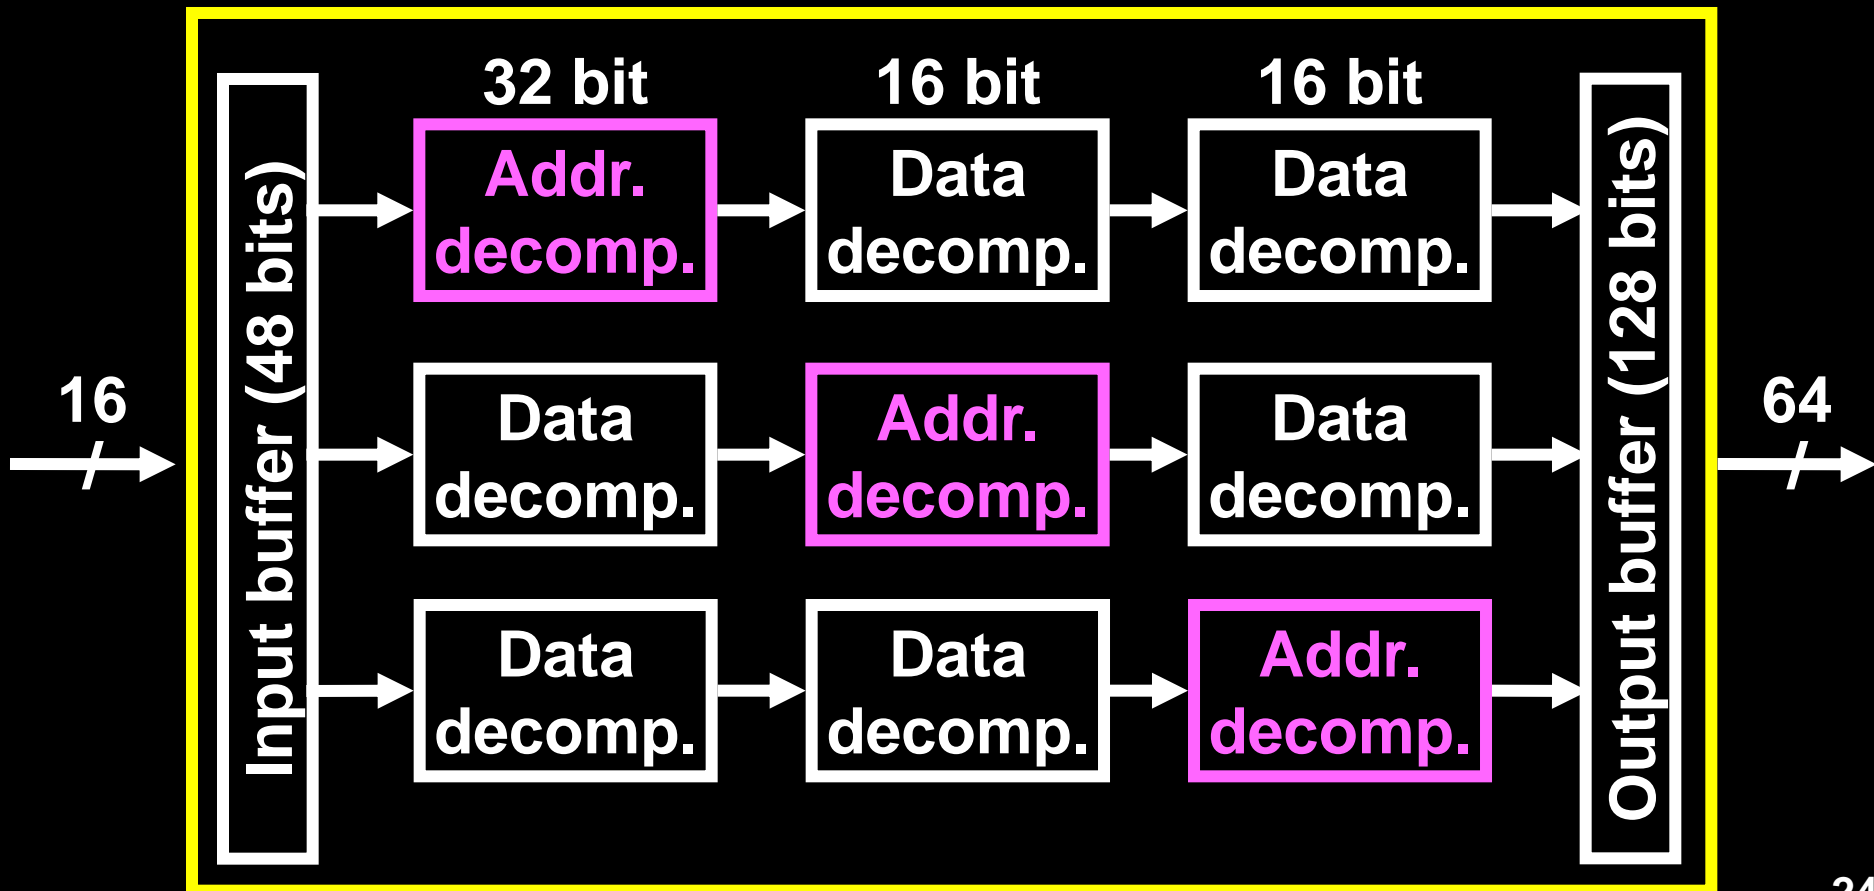 32 bit
16 bit
16 bit
Input buffer (48 bits)
Addr.
decomp.
Data
decomp.
Data
decomp.
Output buffer (128 bits)
16
Data
decomp.
Addr.
decomp.
Data
decomp.
64
Data
decomp.
Data
decomp.
Addr.
decomp.